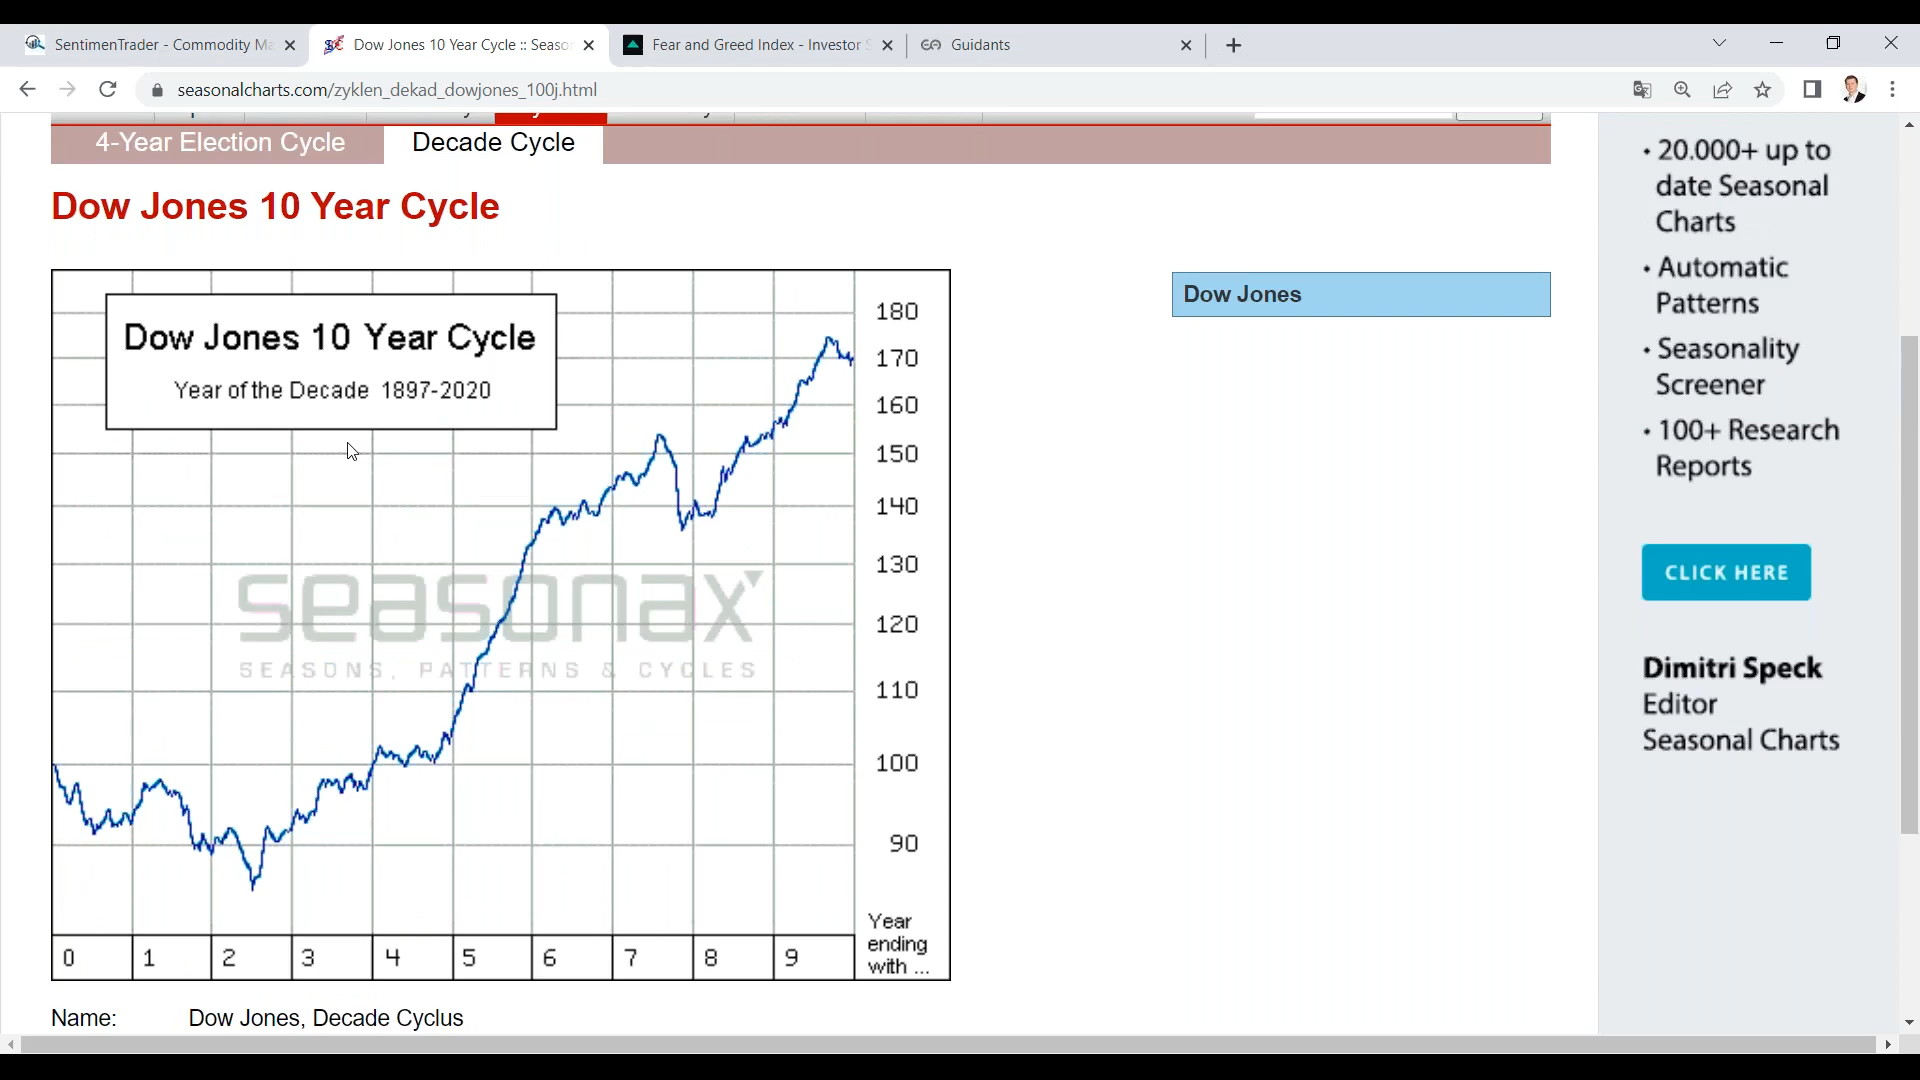 SentimenTrader - Commodity Ma
Dow Jones 10 Year Cycle :: Seaso
Fear and Greed Index - Investor S
Guidants
seasonalcharts.com/zyklen_dekad_dowjones_100j.html
4-Year Election Cycle
Decade Cycle
Dow Jones 10 Year Cycle
Dow Jones 10 Year Cycle
Year of the Decade 1897-2020
180
170
160
150
140
130
120
110
100
90
seasonax
SEASONS, PATTERNS & CYCLES
0 1 2 3 4 5 6 7 8 9
Year
ending
with ...
Name: Dow Jones, Decade Cyclus
Dow Jones
• 20.000+ up to
date Seasonal
Charts
• Automatic
Patterns
• Seasonality
Screener
• 100+ Research
Reports
CLICK HERE
Dimitri Speck
Editor
Seasonal Charts